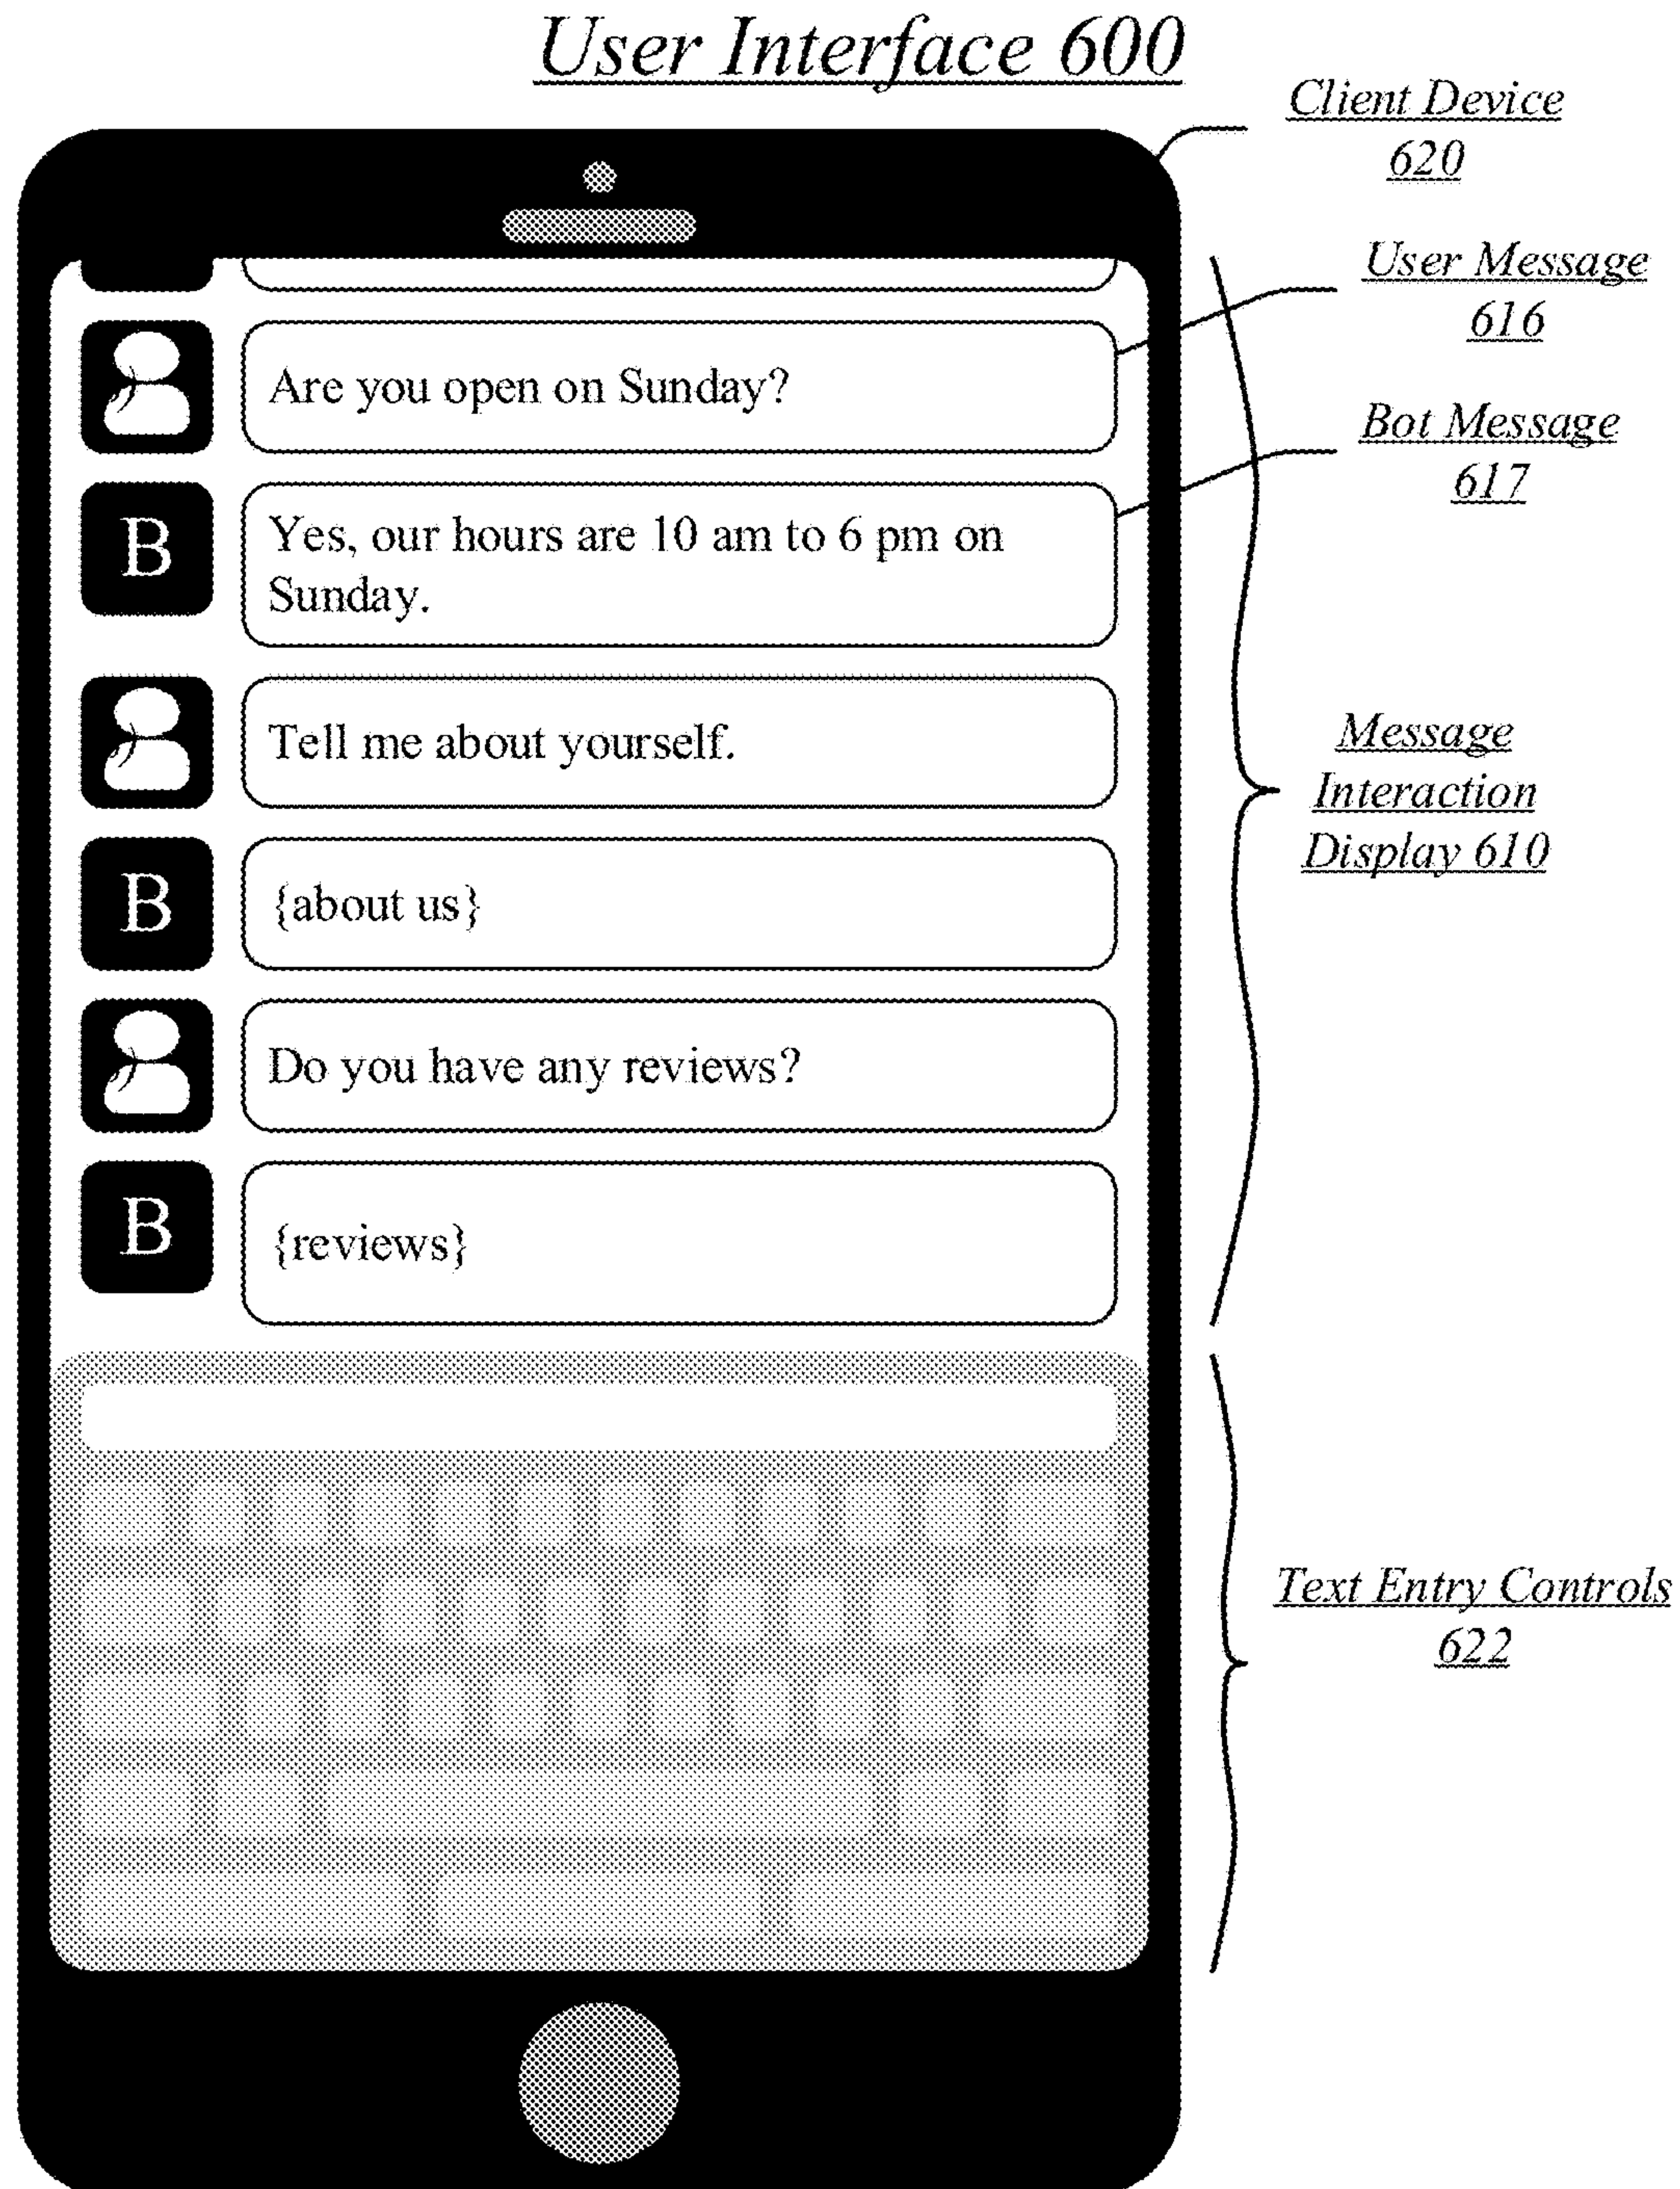 User Interface 600
Client Device
620
User Message
616
Are you open on Sunday?
Bot Message
617
B
Yes, our hours are 10 am to 6 pm on
Sunday.
Tell me about yourself.
Message
Interaction
Display 610
B
{about us}
Do you have any reviews?
B
{reviews}
Text Entry Controls
622